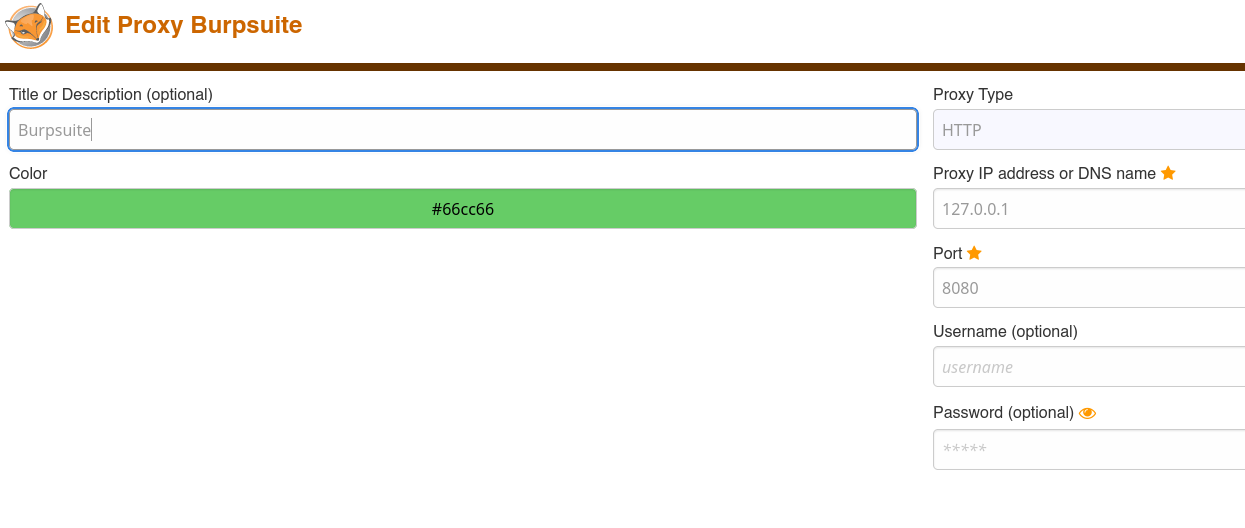 Edit Proxy Burpsuite
Title or Description (optional)
Burpsuite
Color
#66cc66
Proxy Type
HTTP
Proxy IP address or DNS name
127.0.0.1
Port
8080
Username (optional)
username
Password (optional)
*****